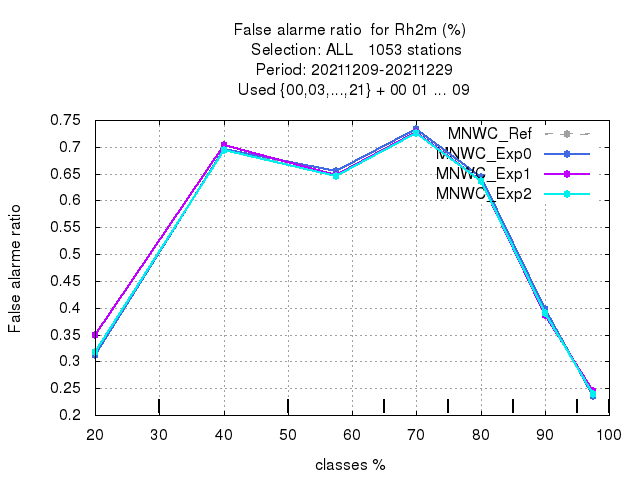 False alarme ratio  for Rh2m (%)
Selection: ALL   1053 stations
Period: 20211209-20211229
Used {00,03,...,21} + 00 01 ... 09
0.75
0.7
0.65
0.6
0.55
0.5
0.45
0.4
0.35
0.3
0.25
0.2
False alarme ratio
MNWC_Ref
MNWC_Exp0
MNWC_Exp1
MNWC_Exp2
20 30 40 50 60 70 80 90 100
classes %